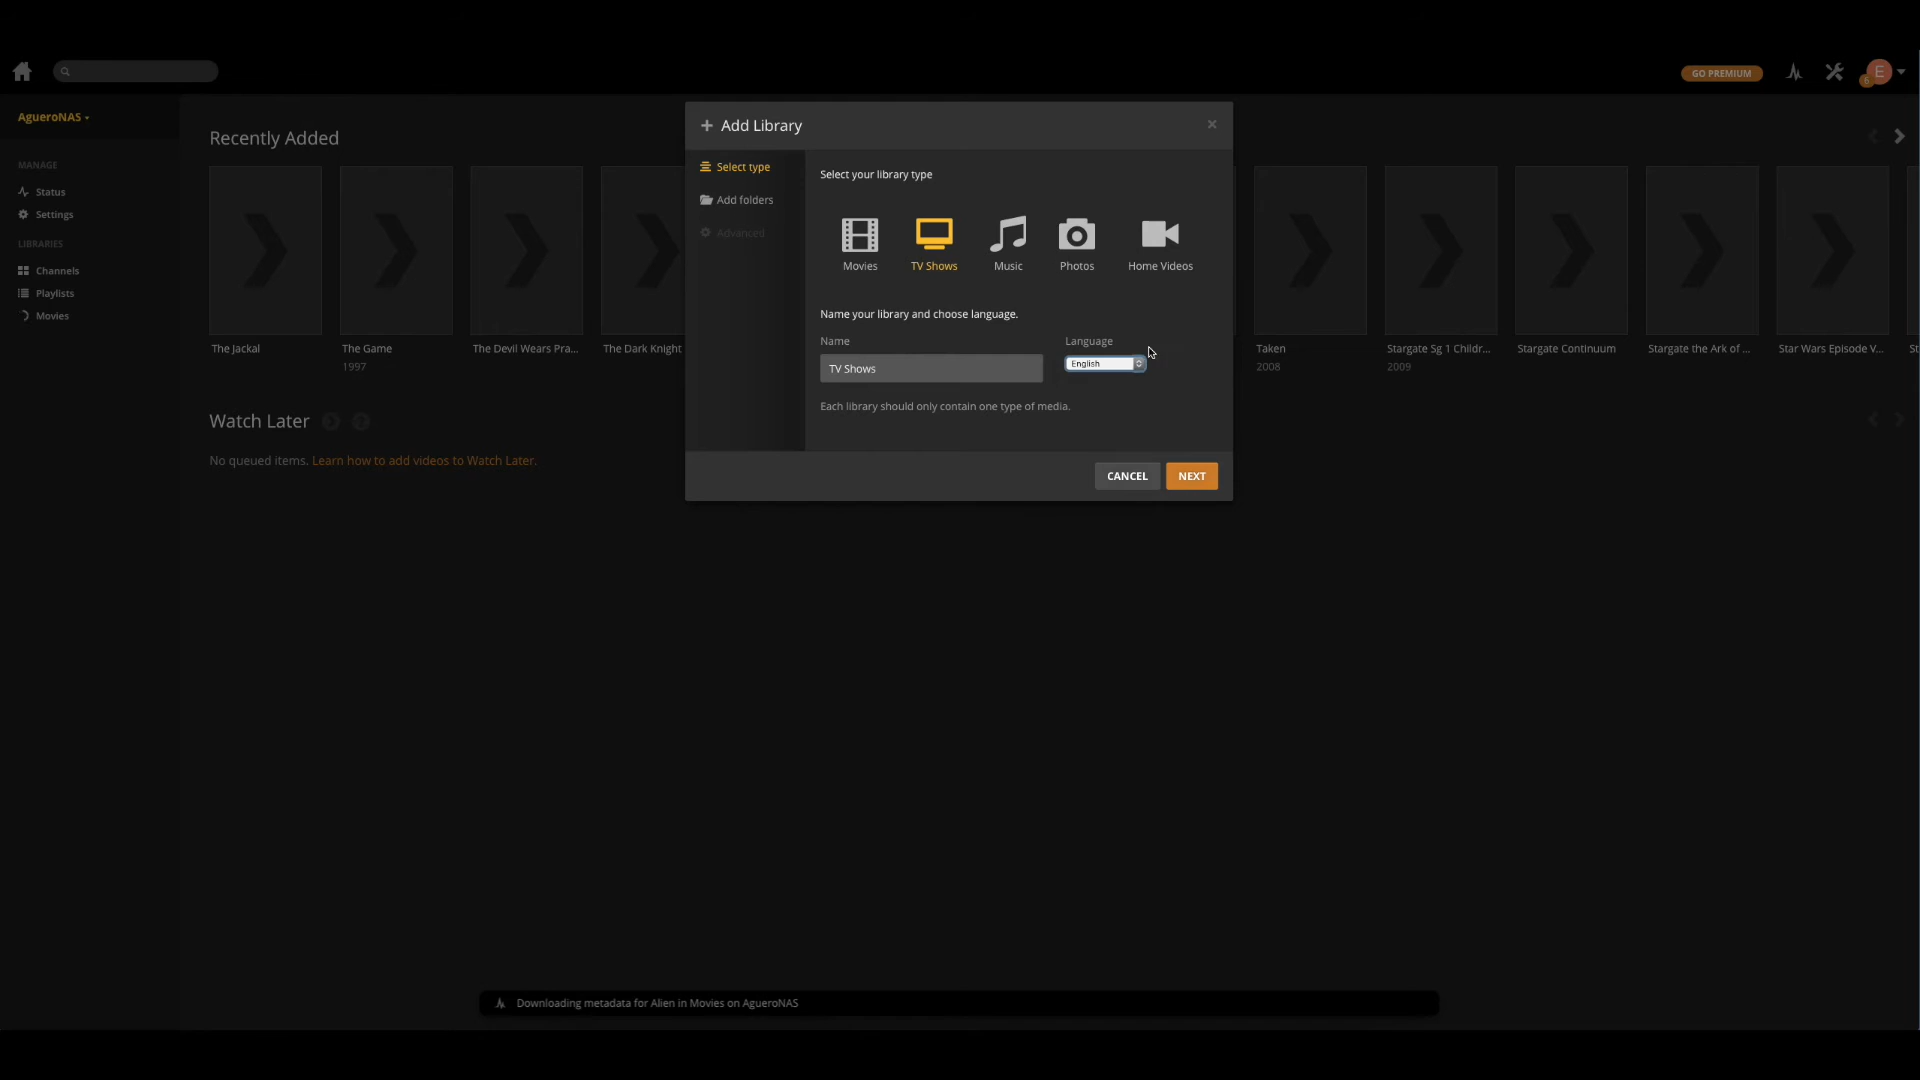 GO PREMIUM
E
6
AgueroNAS
MANAGE
Status
Settings
LIBRARIES
Channels
Playlists
Movies
Recently Added
The Jackal
The Game
1997
The Devil Wears Pra...
The Dark Knight
Add Library
×
Select type
Add folders
Advanced
Select your library type
Movies
TV Shows
Music
Photos
Home Videos
Name your library and choose language.
Name
Language
TV Shows
English
Each library should only contain one type of media.
CANCEL
NEXT
Taken
2008
Stargate Sg 1 Childr...
2009
Stargate Continuum
Stargate the Ark of ...
Star Wars Episode V...
Watch Later
No queued items. Learn how to add videos to Watch Later.
Downloading metadata for Alien in Movies on AgueroNAS